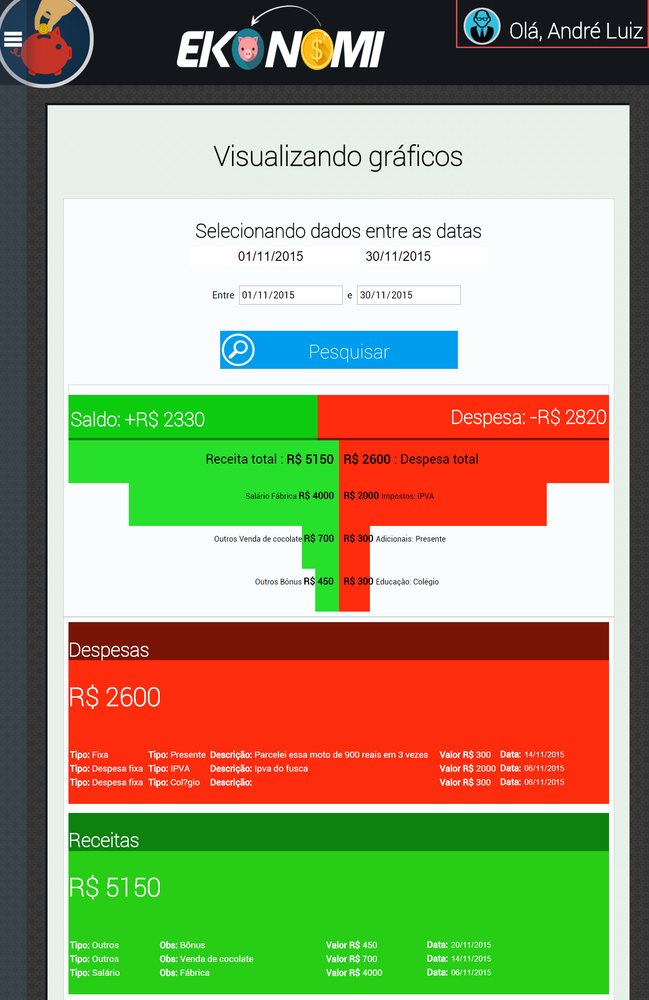 EKONOMI
Olá, André Luiz
Visualizando gráficos
Selecionando dados entre as datas
01/11/2015 30/11/2015
Entre 01/11/2015 e 30/11/2015
Pesquisar
Saldo: +R$ 2330 Despesa: -R$ 2820
Receita total : R$ 5150 R$ 2600 : Despesa total
Salário Fábrica R$ 4000 R$ 2000 Impostos: IPVA
Outros Venda de cocolate R$ 700 R$ 300 Adicionais: Presente
Outros Bônus R$ 450 R$ 300 Educação: Colégio
Despesas
R$ 2600
Tipo: Fixa Tipo: Presente Descrição: Parcelei essa moto de 900 reais em 3 vezes Valor R$ 300 Data: 14/11/2015
Tipo: Despesa fixa Tipo: IPVA Descrição: Ipva do fusca Valor R$ 2000 Data: 06/11/2015
Tipo: Despesa fixa Tipo: Col?gio Descrição: Valor R$ 300 Data: 06/11/2015
Receitas
R$ 5150
Tipo: Outros Obs: Bônus Valor R$ 450 Data: 20/11/2015
Tipo: Outros Obs: Venda de cocolate Valor R$ 700 Data: 14/11/2015
Tipo: Salário Obs: Fábrica Valor R$ 4000 Data: 06/11/2015